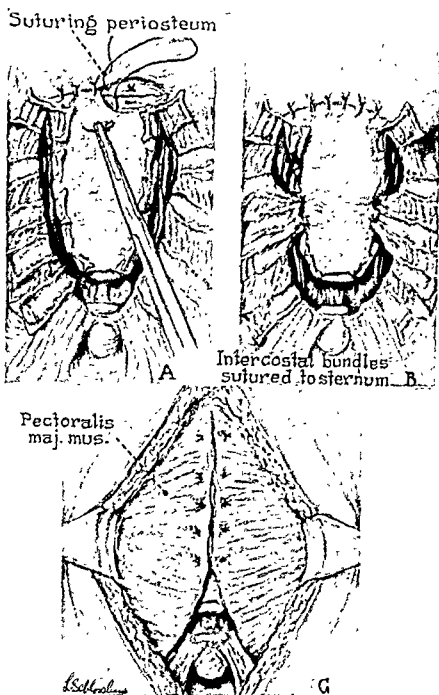 Suturing periosteum
A
Intercostal bundles
sutured to sternum
B
Pectoralis
maj. mus.
C